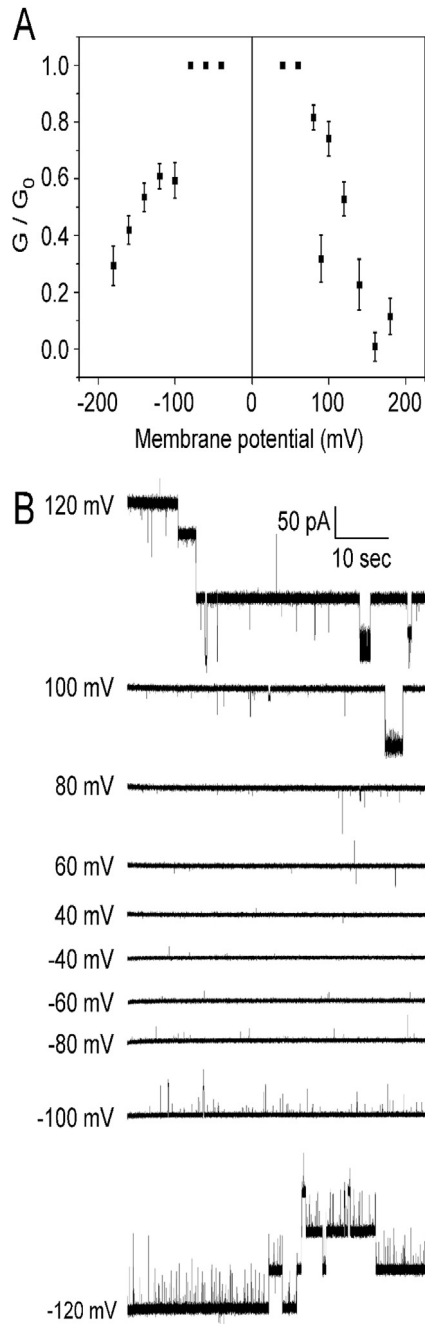 A
1.0
0.8
0.6
0.4
0.2
0.0
G / G₀
-200 -100 0 100 200
Membrane potential (mV)
B
120 mV
50 pA
10 sec
100 mV
80 mV
60 mV
40 mV
-40 mV
-60 mV
-80 mV
-100 mV
-120 mV